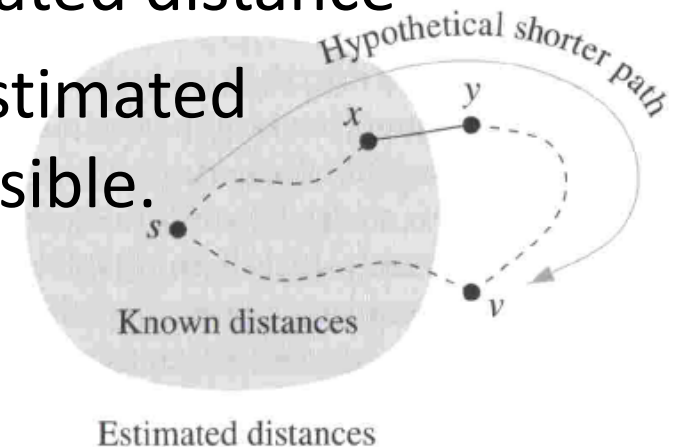 ated distance
stimated
sible.
Hypothetical shorter path
x
y
s
v
Known distances
Estimated distances